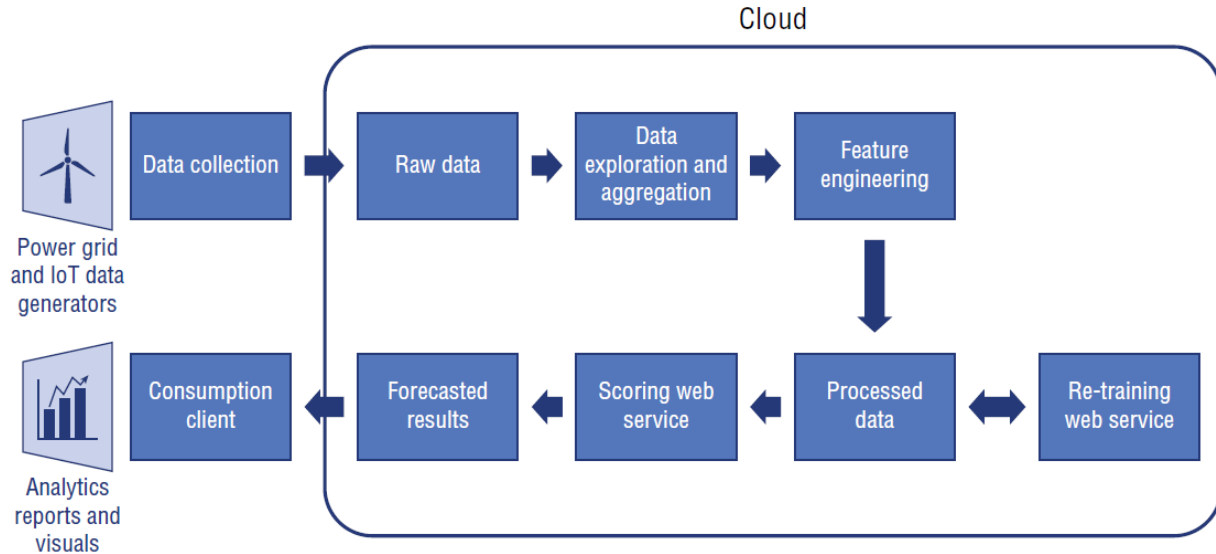 Cloud
Data collection
Raw data
Data
exploration and
aggregation
Feature
engineering
Power grid
and IoT data
generators
Consumption
client
Forecasted
results
Scoring web
service
Processed
data
Re-training
web service
Analytics
reports and
visuals